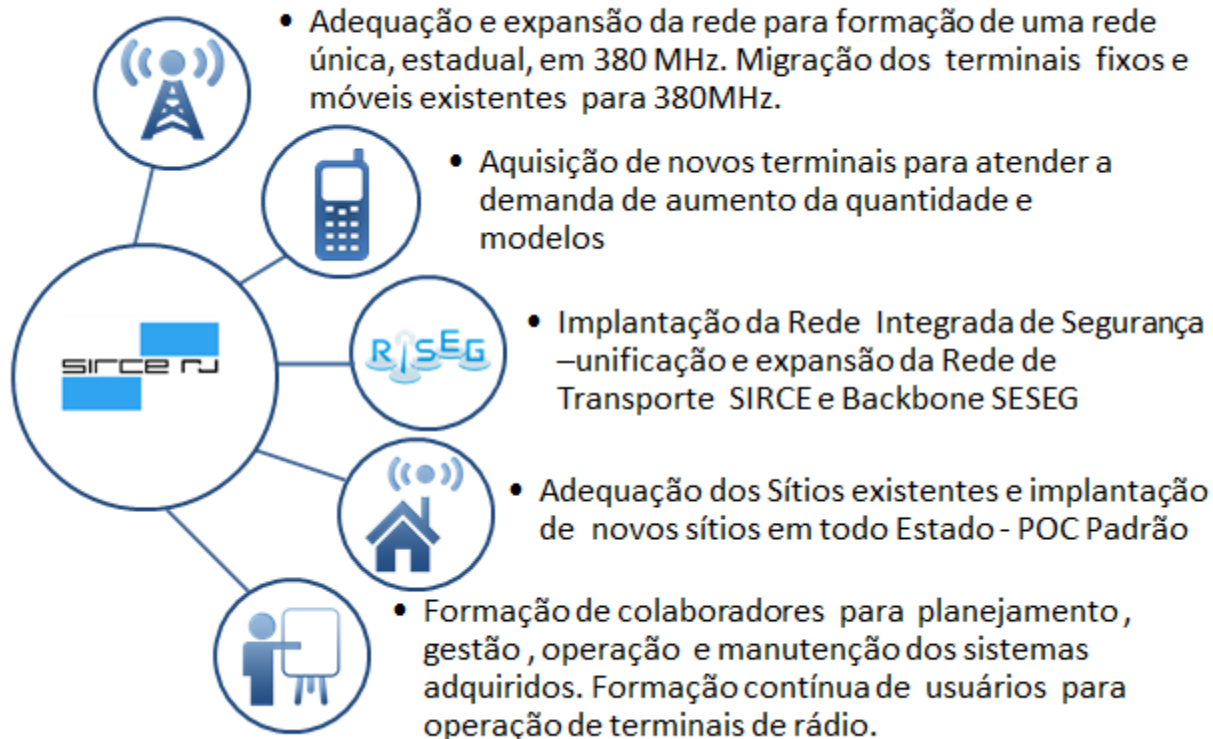 • Adequação e expansão da rede para formação de uma rede
única, estadual, em 380 MHz. Migração dos terminais fixos e
móveis existentes para 380MHz.
• Aquisição de novos terminais para atender a
demanda de aumento da quantidade e
modelos
sirce rj
RISEG
• Implantação da Rede Integrada de Segurança
–unificação e expansão da Rede de
Transporte SIRCE e Backbone SESEG
• Adequação dos Sítios existentes e implantação
de novos sítios em todo Estado - POC Padrão
• Formação de colaboradores para planejamento ,
gestão , operação e manutenção dos sistemas
adquiridos. Formação contínua de usuários para
operação de terminais de rádio.